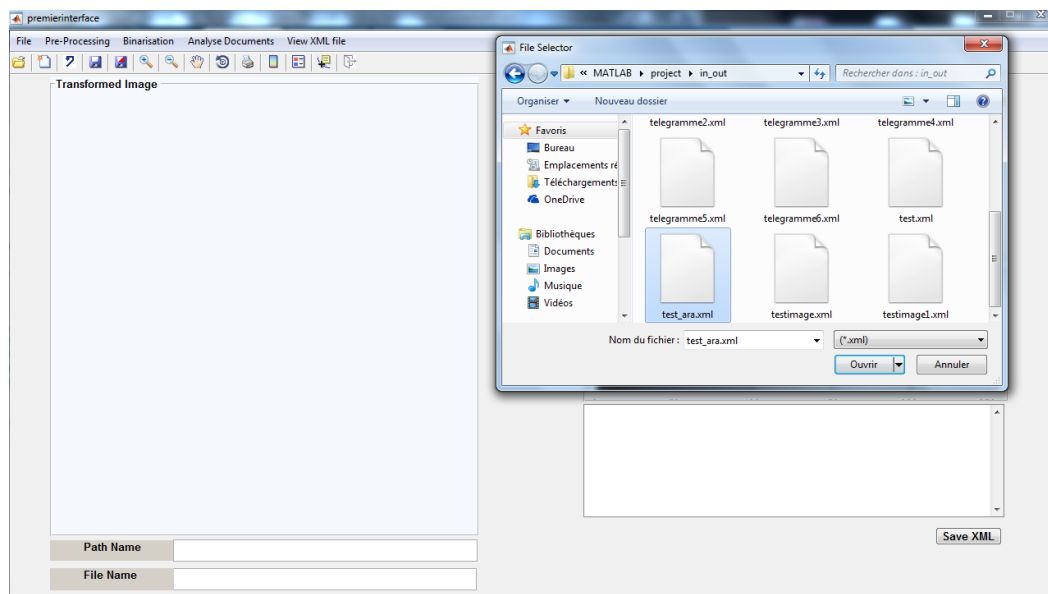 premierinterface
File Pre-Processing Binarisation Analyse Documents View XML file
Transformed Image
File Selector
« MATLAB project in_out
Rechercher dans : in_out
Organiser Nouveau dossier
Favoris
Bureau
Emplacements ré
Téléchargements
OneDrive
Bibliothèques
Documents
Images
Musique
Vidéos
telegramme2.xml telegramme3.xml telegramme4.xml
telegramme5.xml telegramme6.xml test.xml
test_ara.xml testimage.xml testimage1.xml
Nom du fichier : test_ara.xml (*.xml)
Ouvrir Annuler
Save XML
Path Name
File Name